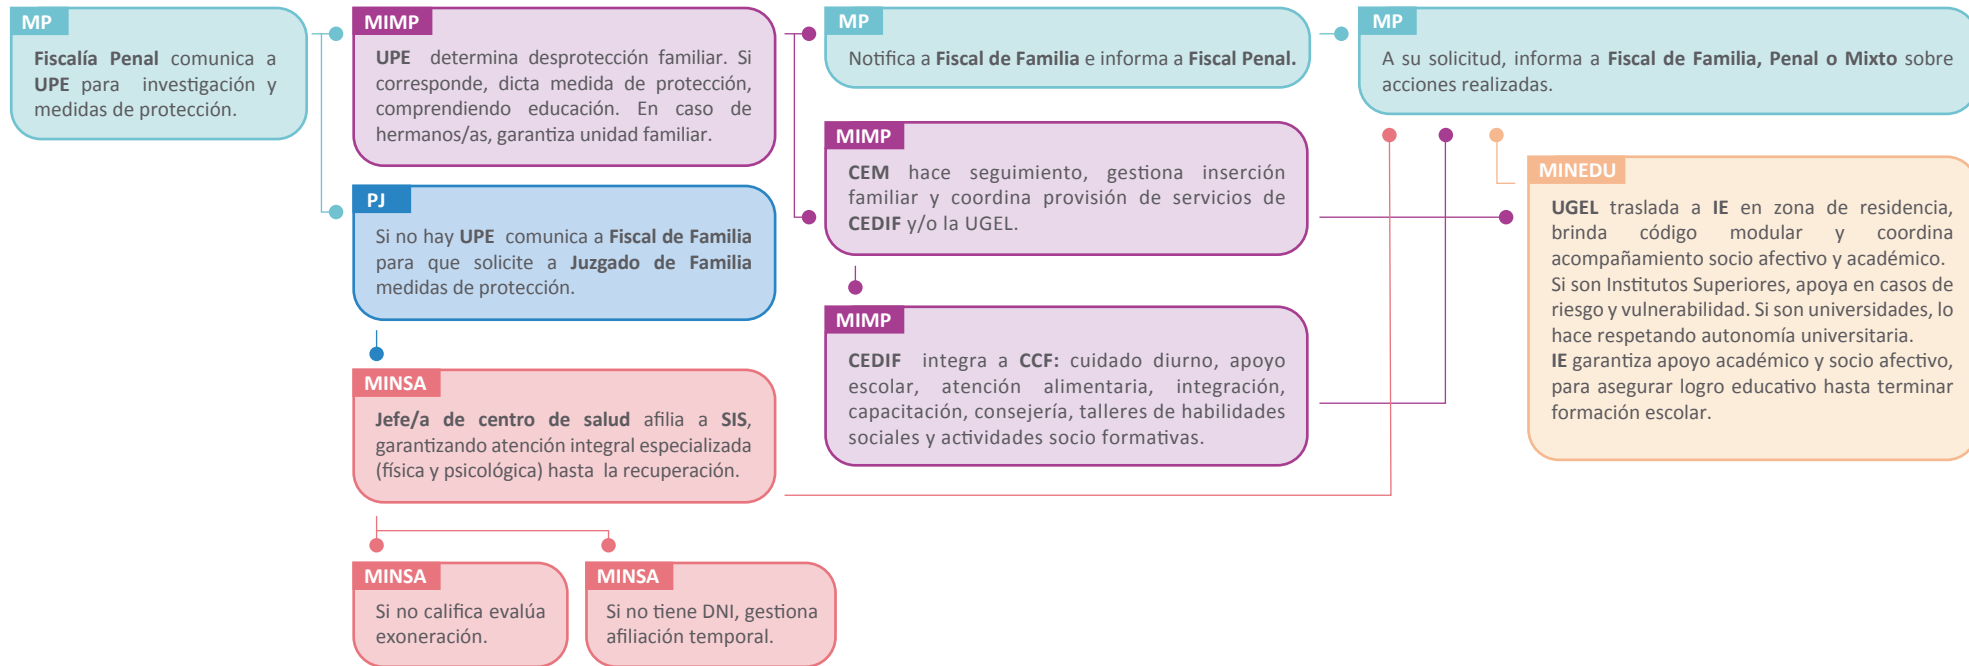 MP
Fiscalía Penal comunica a
UPE para investigación y
medidas de protección.
MIMP
UPE determina desprotección familiar. Si
corresponde, dicta medida de protección,
comprendiendo educación. En caso de
hermanos/as, garantiza unidad familiar.
MP
Notifica a Fiscal de Familia e informa a Fiscal Penal.
MP
A su solicitud, informa a Fiscal de Familia, Penal o Mixto sobre
acciones realizadas.
PJ
Si no hay UPE comunica a Fiscal de Familia
para que solicite a Juzgado de Familia
medidas de protección.
MIMP
CEM hace seguimiento, gestiona inserción
familiar y coordina provisión de servicios de
CEDIF y/o la UGEL.
MINEDU
UGEL traslada a IE en zona de residencia,
brinda código modular y coordina
acompañamiento socio afectivo y académico.
Si son Institutos Superiores, apoya en casos de
riesgo y vulnerabilidad. Si son universidades, lo
hace respetando autonomía universitaria.
IE garantiza apoyo académico y socio afectivo,
para asegurar logro educativo hasta terminar
formación escolar.
MIMP
CEDIF integra a CCF: cuidado diurno, apoyo
escolar, atención alimentaria, integración,
capacitación, consejería, talleres de habilidades
sociales y actividades socio formativas.
MINSA
Jefe/a de centro de salud afilia a SIS,
garantizando atención integral especializada
(física y psicológica) hasta la recuperación.
MINSA
Si no califica evalúa
exoneración.
MINSA
Si no tiene DNI, gestiona
afiliación temporal.